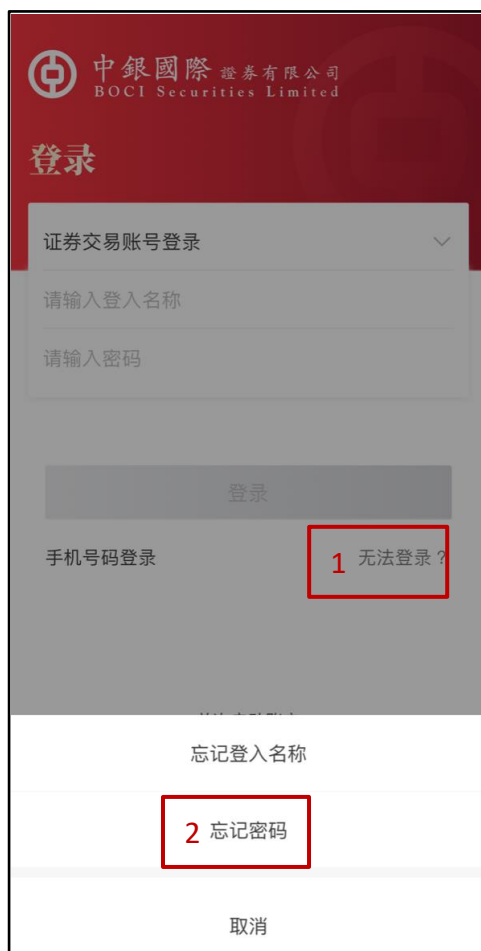 中銀國際 證券有限公司
BOCI Securities Limited
登录
证券交易账号登录
请输入登入名称
请输入密码
登录
手机号码登录
1 无法登录？
忘记登入名称
2 忘记密码
取消